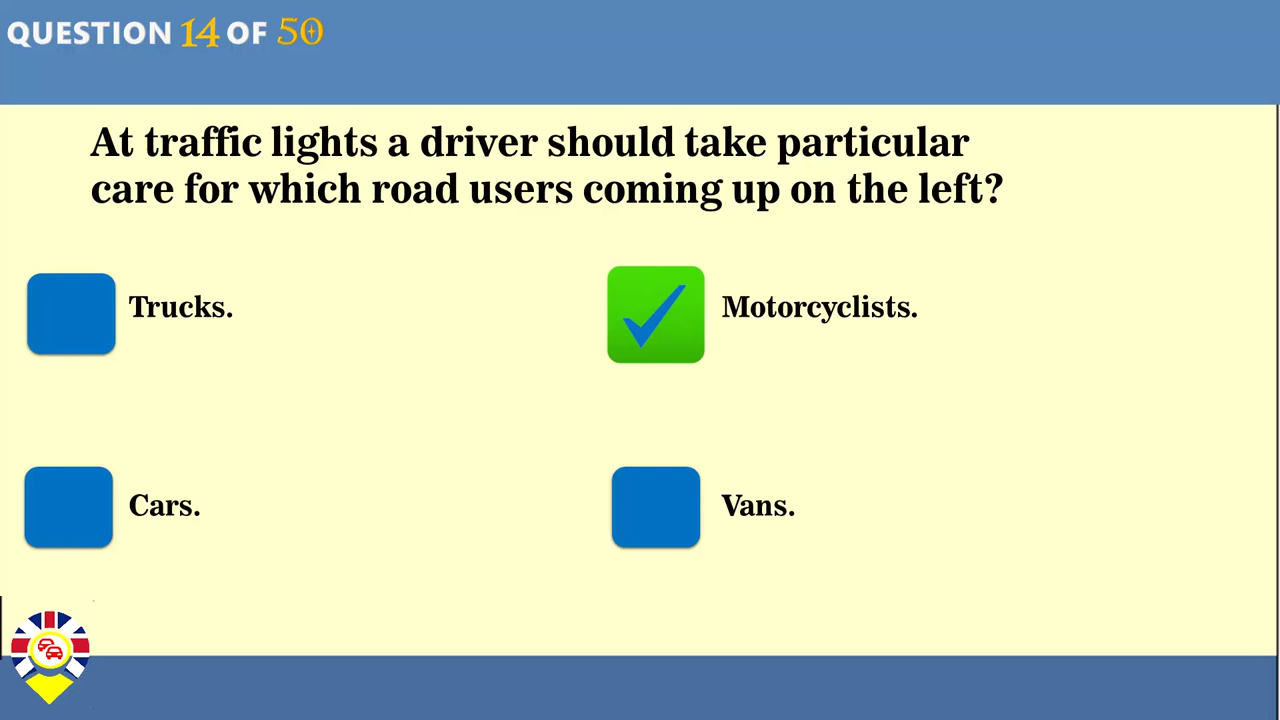 QUESTION 14 OF 50
At traffic lights a driver should take particular
care for which road users coming up on the left?
Trucks.
Motorcyclists.
Cars.
Vans.